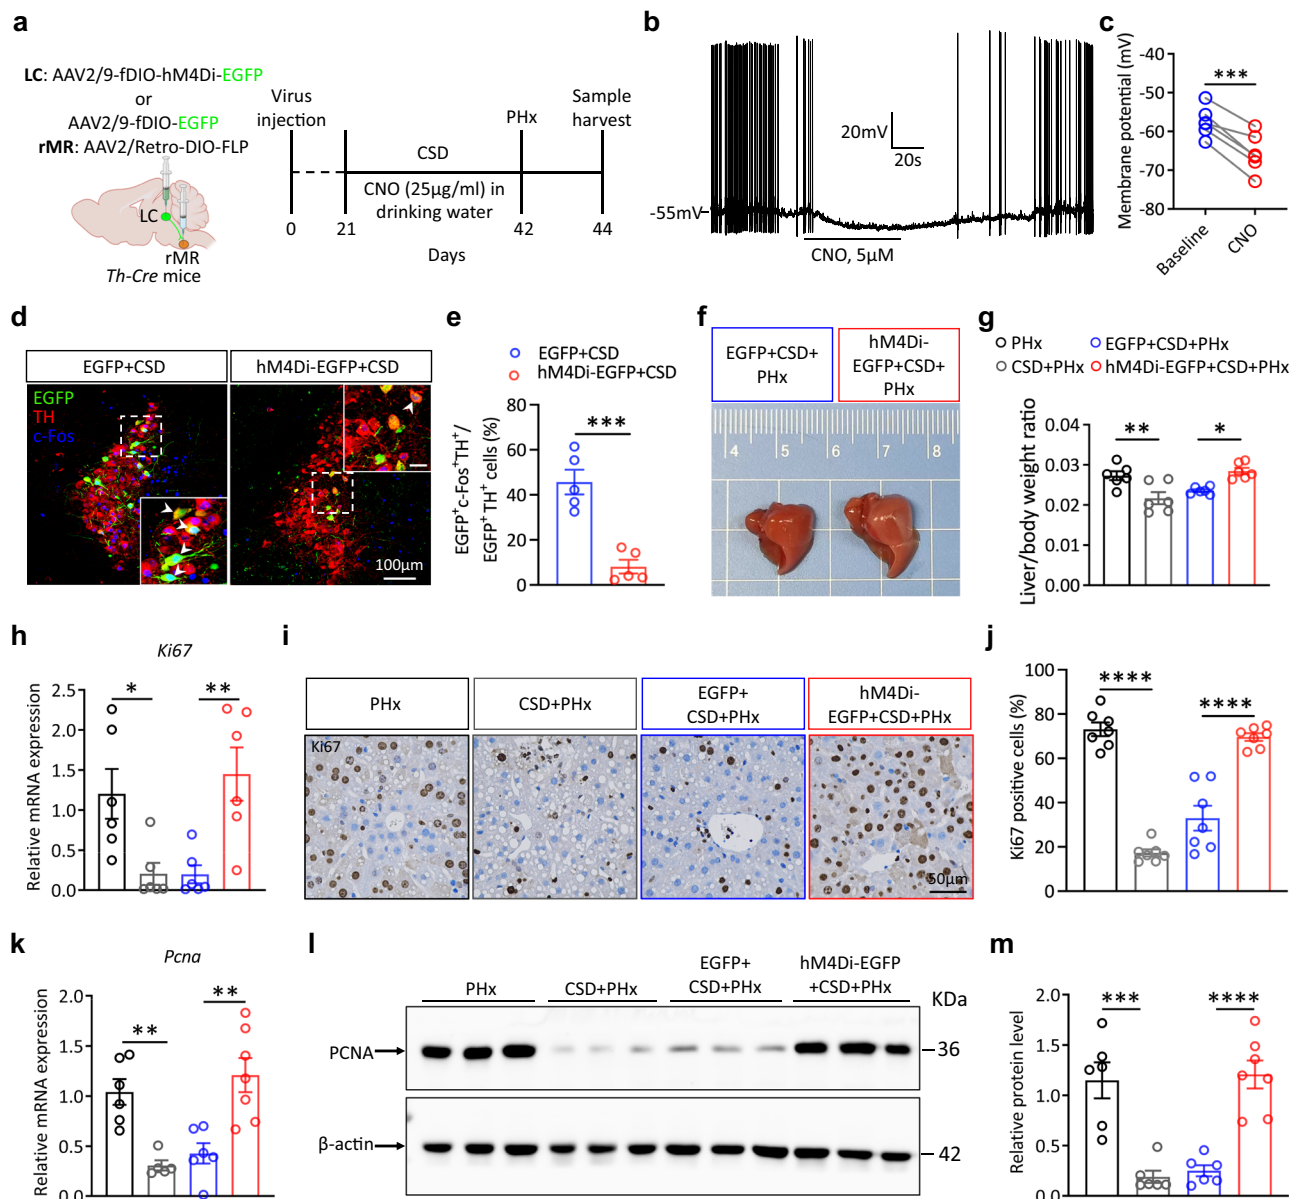 a
LC: AAV2/9-fDIO-hM4Di-EGFP
or
AAV2/9-fDIO-EGFP
rMR: AAV2/Retro-DIO-FLP
LC
rMR
Th-Cre mice
Virus
injection
PHx
Sample
harvest
CSD
CNO (25µg/ml) in
drinking water
0
21
42
44
Days
b
20mV
20s
-55mV
CNO, 5µM
c
Membrane potential (mV)
-40
-50
-60
-70
-80
***
Baseline
CNO
d
EGFP+CSD
hM4Di-EGFP+CSD
EGFP
TH
c-Fos
100µm
e
EGFP+CSD
hM4Di-EGFP+CSD
EGFP⁺c-Fos⁺TH⁺/
EGFP⁺TH⁺ cells (%)
80
60
40
20
0
***
f
EGFP+CSD+
PHx
hM4Di-
EGFP+CSD+
PHx
4 5 6 7 8
g
PHx
EGFP+CSD+PHx
CSD+PHx
hM4Di-EGFP+CSD+PHx
Liver/body weight ratio
0.04
0.03
0.02
0.01
0.00
**
*
h
Ki67
Relative mRNA expression
2.5
2.0
1.5
1.0
0.5
0.0
*
**
i
PHx
CSD+PHx
EGFP+
CSD+PHx
hM4Di-
EGFP+CSD+PHx
Ki67
50µm
j
Ki67 positive cells (%)
100
80
60
40
20
0
****
****
k
Pcna
Relative mRNA expression
2.0
1.5
1.0
0.5
0.0
**
**
l
PHx
CSD+PHx
EGFP+
CSD+PHx
hM4Di-EGFP
+CSD+PHx
KDa
PCNA
36
β-actin
42
m
Relative protein level
2.0
1.5
1.0
0.5
0.0
***
****